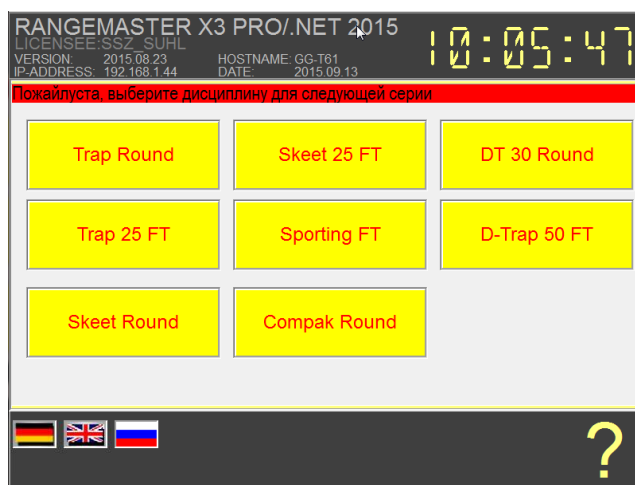 RANGEMASTER X3 PRO/.NET 2015
LICENSEE:SSZ_SUHL
VERSION: 2015.08.23 HOSTNAME: GG-T61
IP-ADDRESS: 192.168.1.44 DATE: 2015.09.13
10:05:47
Пожалуйста, выберите дисциплину для следующей серии
Trap Round
Skeet 25 FT
DT 30 Round
Trap 25 FT
Sporting FT
D-Trap 50 FT
Skeet Round
Compak Round
?